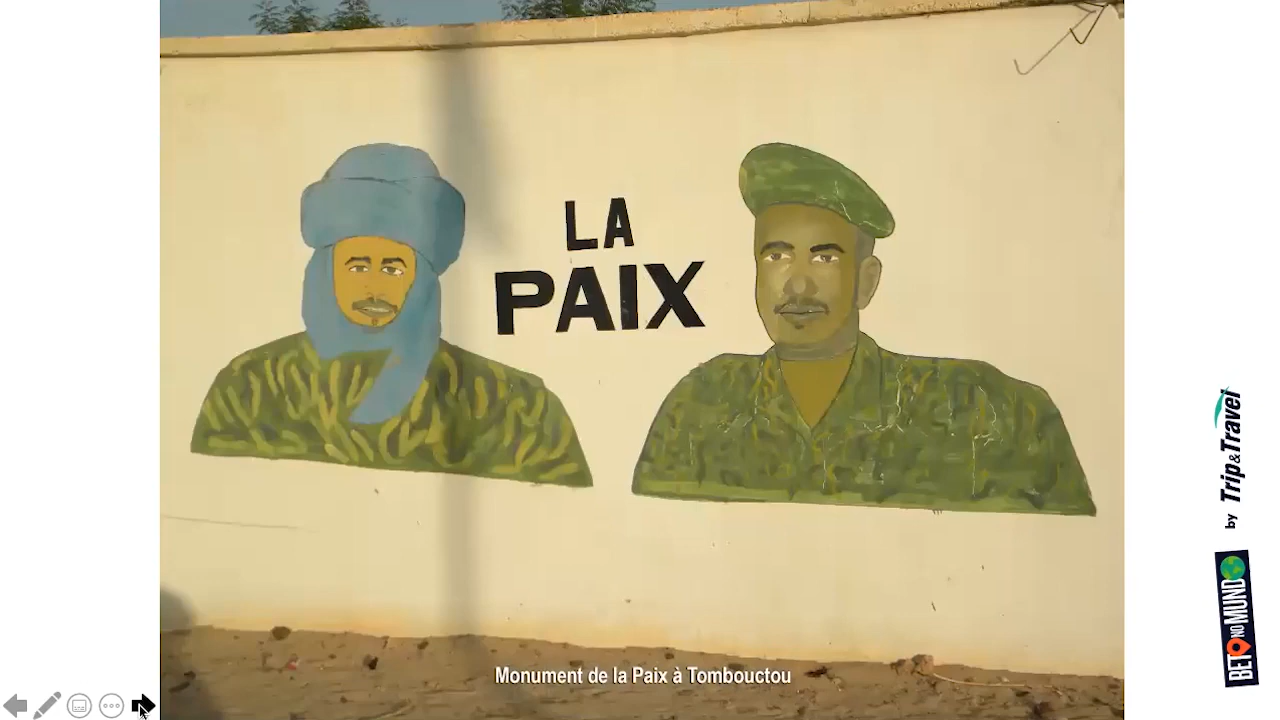 LA
PAIX
Monument de la Paix à Tombouctou
by Trip&Travel
BETO NO MUNDO